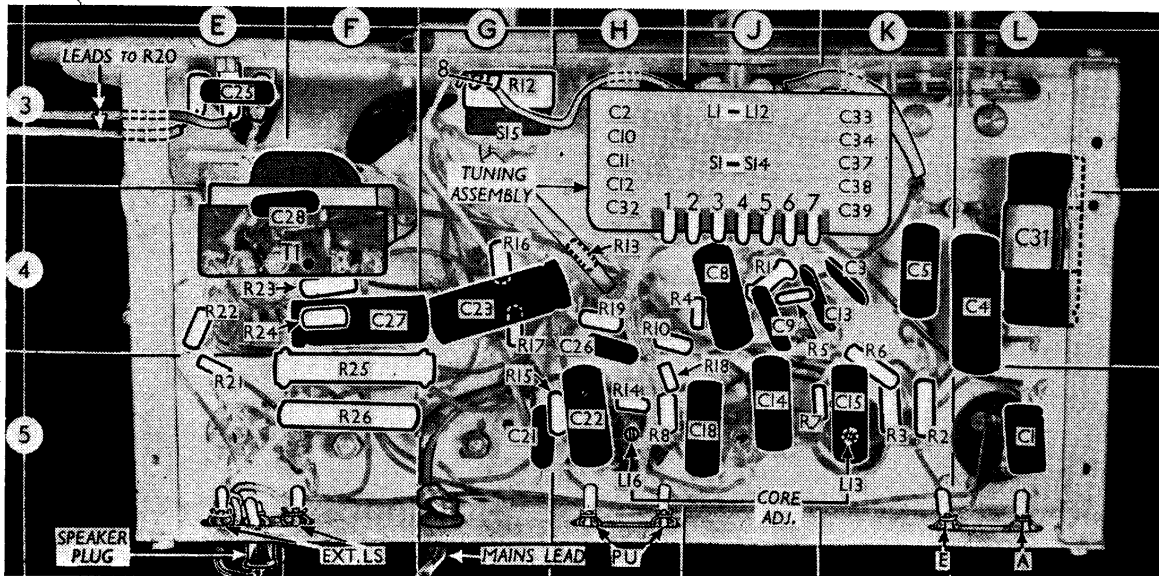 E F G H J K L
LEADS TO R20
3
C25
8
R12
S15
C2
C10
C11
C12
C32
L1 – L12
S1 – S14
C33
C34
C37
C38
C39
TUNING
ASSEMBLY
1 2 3 4 5 6 7
C28
T1
C31
4
R16
R13
C8
R1
C3
C5
C4
R23
C23
R4
C13
R22
R24
C27
R19
R10
C9
R17
C26
R5
R6
R21
R25
R15
R18
R14
C14
C15
5
R26
C21
C22
R8
C18
R7
R3
R2
C1
L16
L13
CORE
ADJ.
SPEAKER
PLUG
EXT.LS
MAINS LEAD
PU
E
A